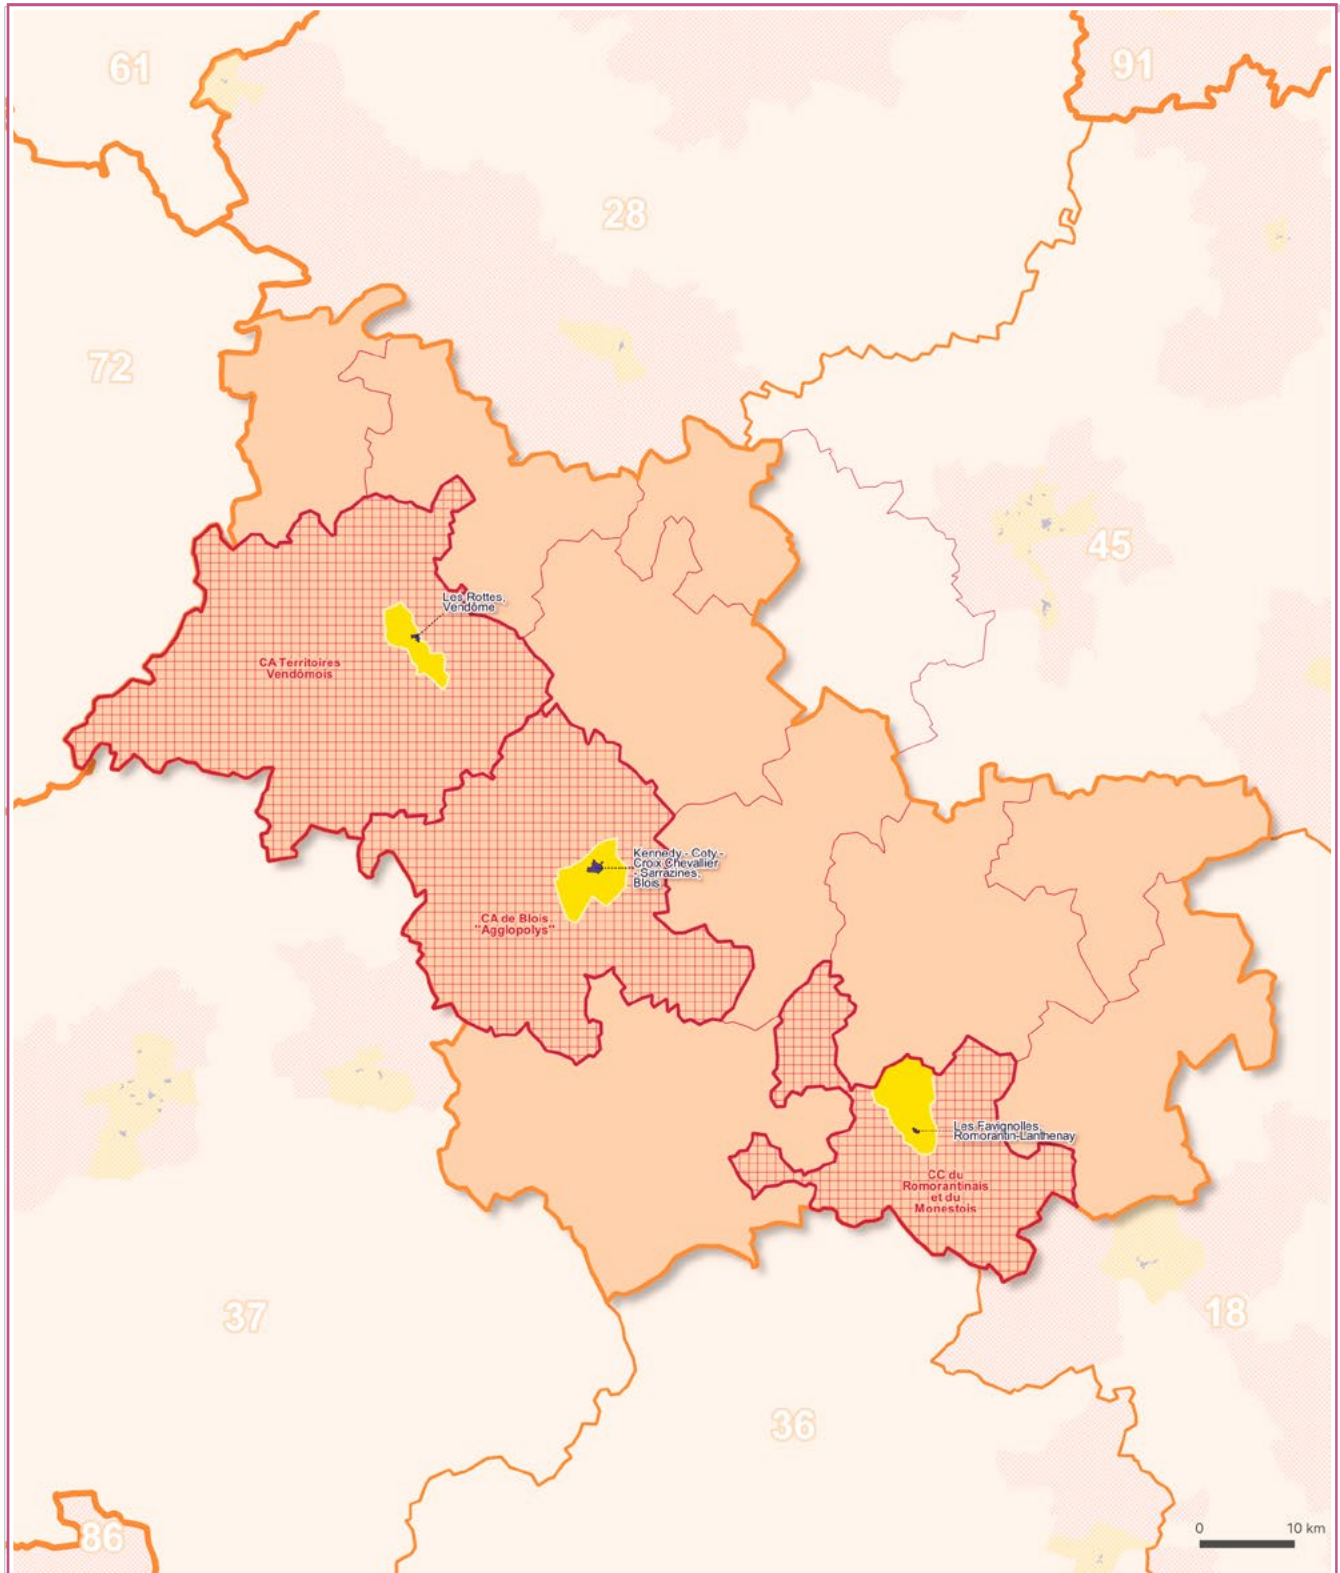 61
91
28
72
45
Les Rottes,
Vendôme
CA Territoires
Vendômois
Kennedy - Coty -
Croix Chevallier
- Sarrazines,
Blois
CA de Blois
"Agglopolys"
Les Favignolles,
Romorantin-Lanthenay
CC du
Romorantinais
et du
Monestois
37
18
36
86
0 10 km